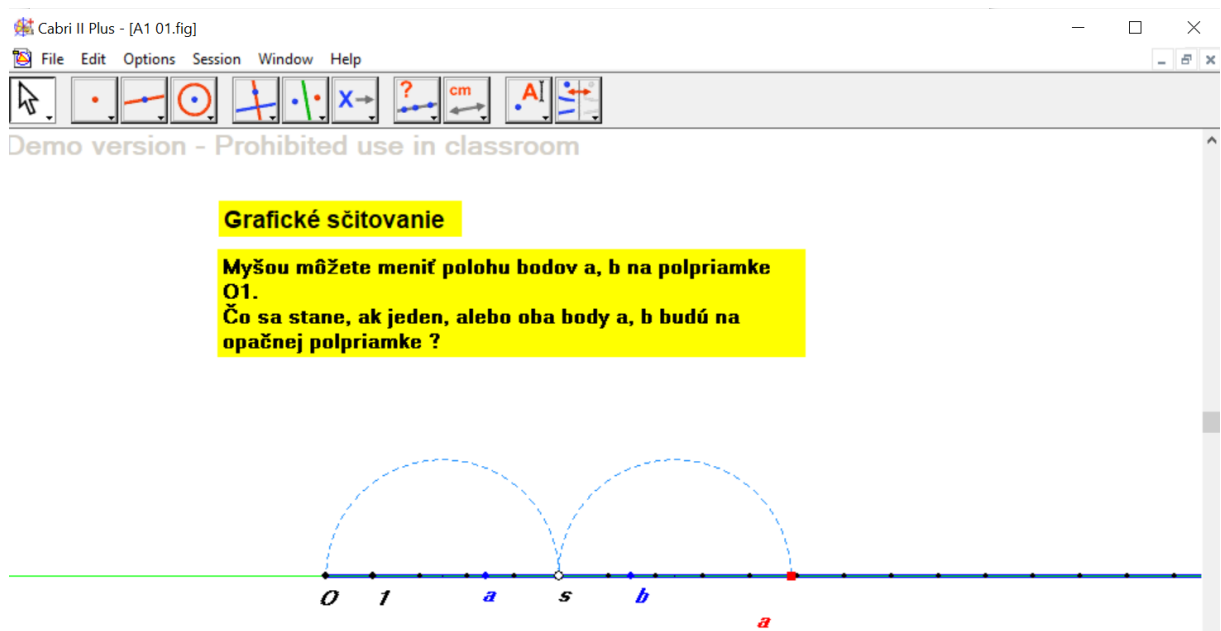 Cabri II Plus - [A1 01.fig]
File Edit Options Session Window Help
? cm A
X
Demo version - Prohibited use in classroom
Grafické sčitovanie
Myšou môžete meniť polohu bodov a, b na polpriamke
O1.
Čo sa stane, ak jeden, alebo oba body a, b budú na
opačnej polpriamke ?
O 1 a s b
a